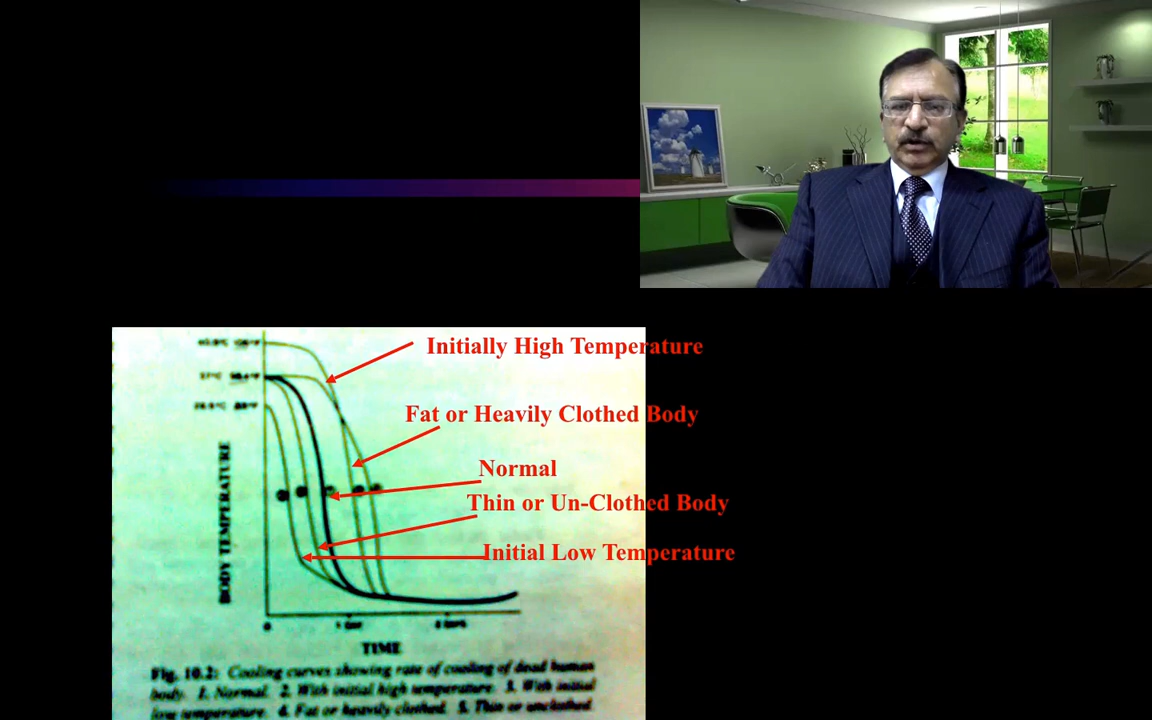 Initially High Temperature
Fat or Heavily Clothed Body
Normal
Thin or Un-Clothed Body
Initial Low Temperature
37°C
BODY TEMPERATURE
0
TIME
Fig. 10.2: Cooling curves showing rate of cooling of dead human
body. 1. Normal. 2. With initial high temperature. 3. With initial
low temperature. 4. Fat or heavily clothed. 5. Thin or unclothed.